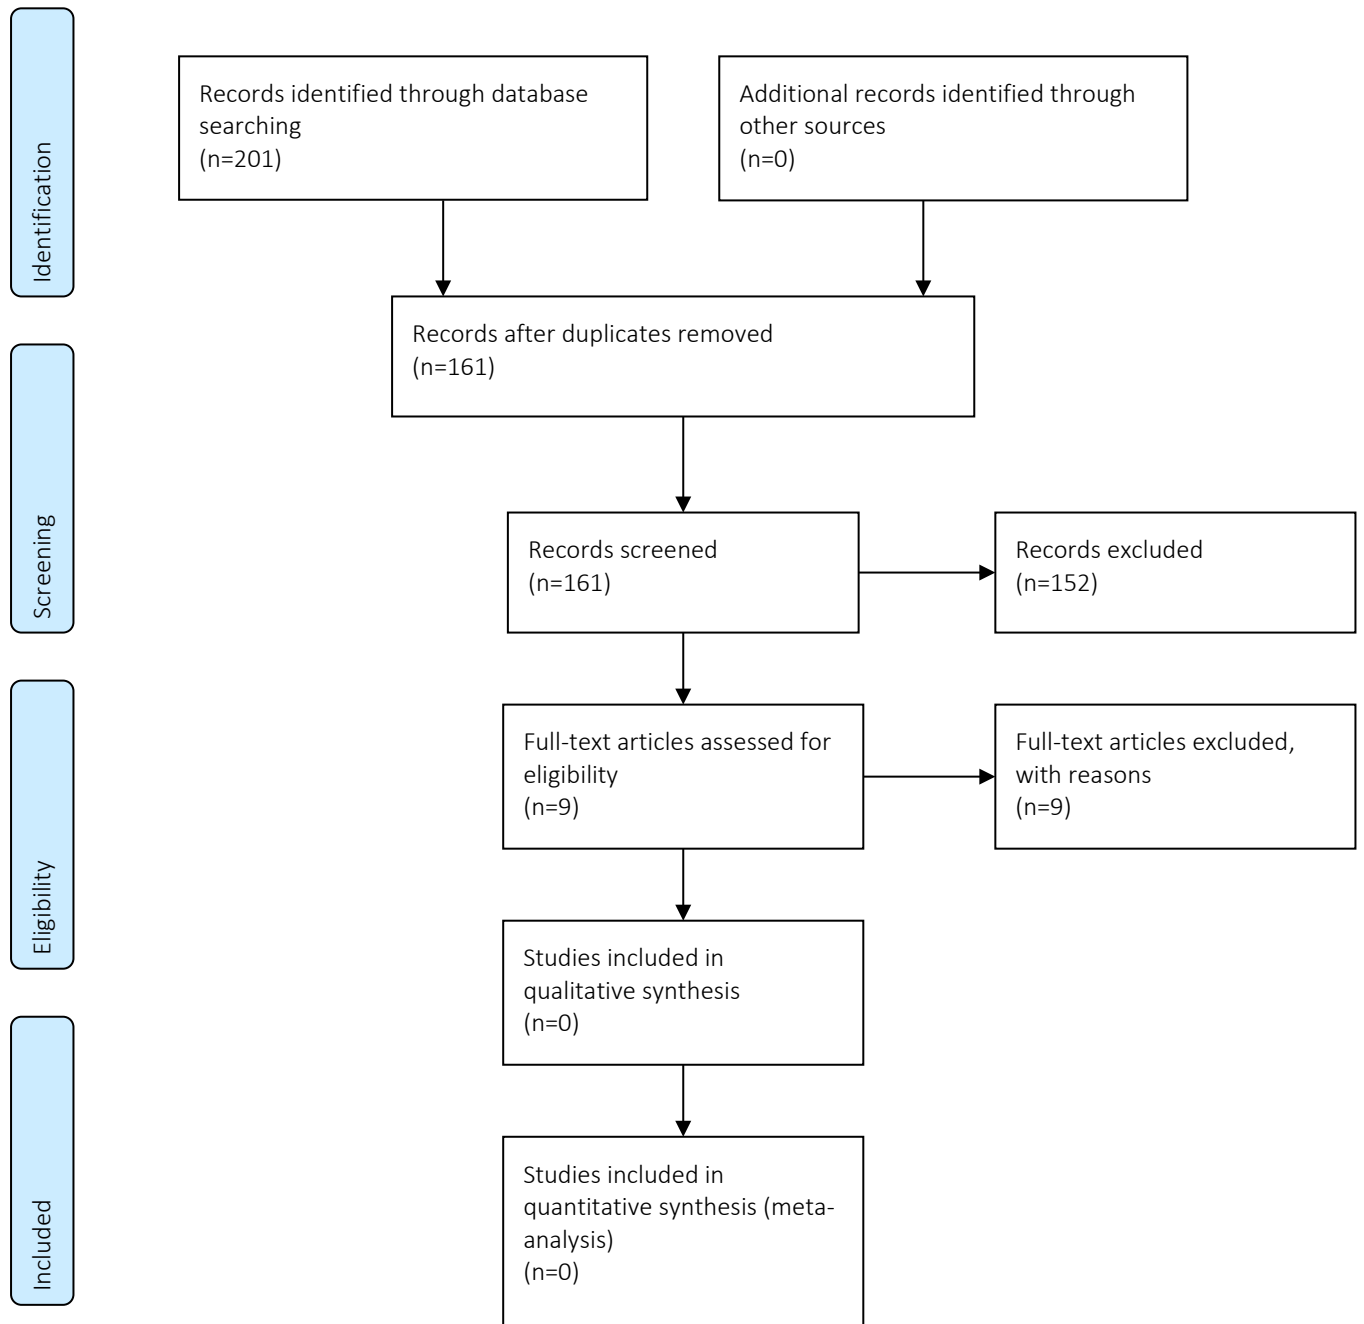 Identification
Records identified through database
searching
(n=201)
Additional records identified through
other sources
(n=0)
Records after duplicates removed
(n=161)
Screening
Records screened
(n=161)
Records excluded
(n=152)
Eligibility
Full-text articles assessed for
eligibility
(n=9)
Full-text articles excluded,
with reasons
(n=9)
Studies included in
qualitative synthesis
(n=0)
Included
Studies included in
quantitative synthesis (meta-
analysis)
(n=0)